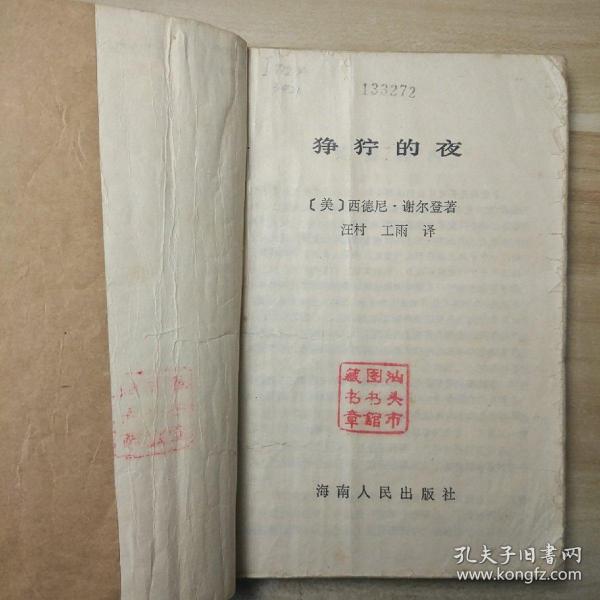 133272
狰狞的夜
〔美〕西德尼·谢尔登著
汪村 工雨 译
汕头市
图书館
藏书章
海南人民出版社
孔夫子旧书网
www.kongfz.com